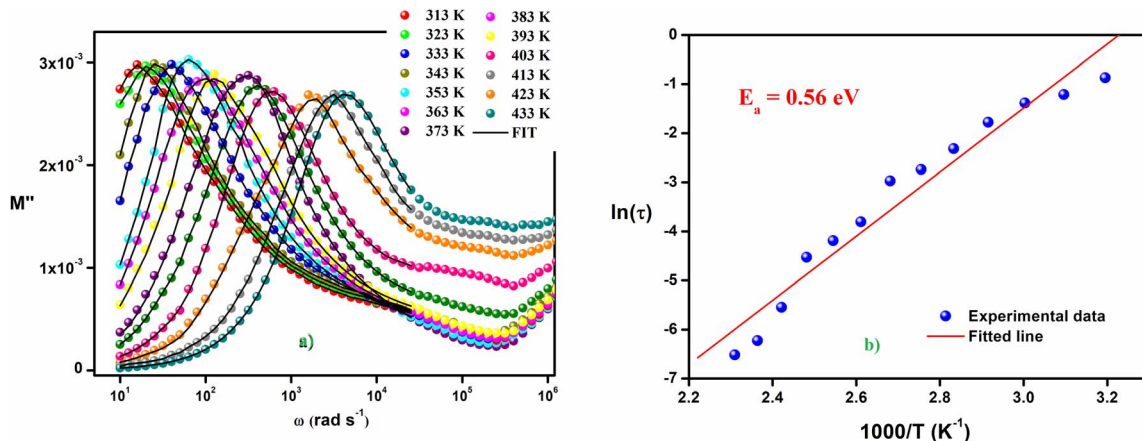 313 K
323 K
333 K
343 K
353 K
363 K
373 K
383 K
393 K
403 K
413 K
423 K
433 K
FIT
3x10⁻³
2x10⁻³
1x10⁻³
0
M"
a)
10¹ 10² 10³ 10⁴ 10⁵ 10⁶
ω (rad s⁻¹)
0
-1
-2
-3
-4
-5
-6
-7
ln(τ)
Eₐ = 0.56 eV
Experimental data
Fitted line
b)
2.2 2.4 2.6 2.8 3.0 3.2
1000/T (K⁻¹)